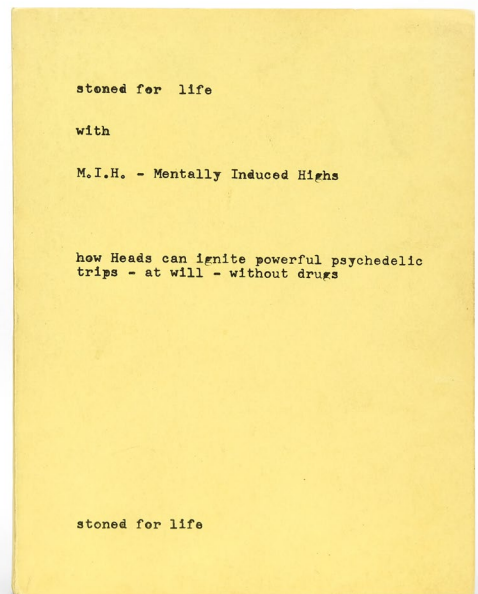 stoned for life
with
M.I.H. - Mentally Induced Highs
how Heads can ignite powerful psychedelic
trips - at will - without drugs
stoned for life